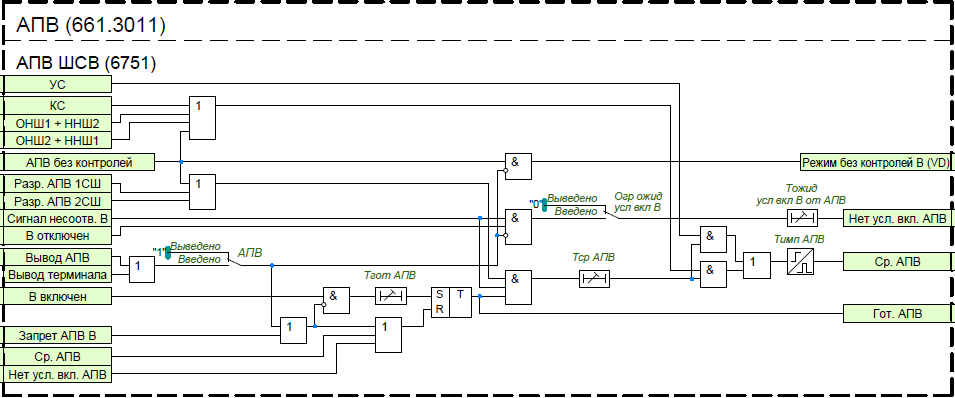 АПВ (661.3011)
АПВ ШСВ (6751)
УС
КС
1
ОНШ1 + ННШ2
ОНШ2 + ННШ1
АПВ без контролей
&
Режим без контролей В (VD)
Разр. АПВ 1СШ
1
Разр. АПВ 2СШ
Сигнал несоотв. В
&
"0"
Выведено
Введено
Огр ожид
усл вкл В
Тожид
усл вкл В от АПВ
Нет усл. вкл. АПВ
В отключен
Вывод АПВ
Вывод терминала
1
"1"
Выведено
Введено
АПВ
&
&
1
Тимп АПВ
Ср. АПВ
&
Тср АПВ
В включен
&
Тгот АПВ
S
R
T
Гот. АПВ
Запрет АПВ В
1
1
Ср. АПВ
Нет усл. вкл. АПВ